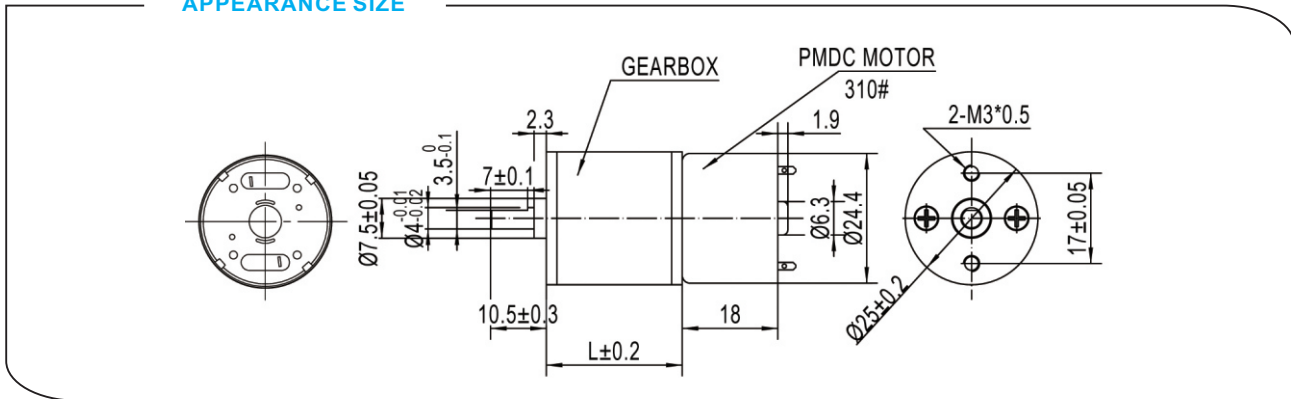 APPEARANCE SIZE
GEARBOX
PMDC MOTOR
310#
2.3
1.9
2-M3*0.5
3.5 0 -0.1
7±0.1
Ø7.5±0.05
Ø4 -0.01 -0.02
Ø6.3
Ø24.4
17±0.05
10.5±0.3
18
Ø25±0.2
L±0.2